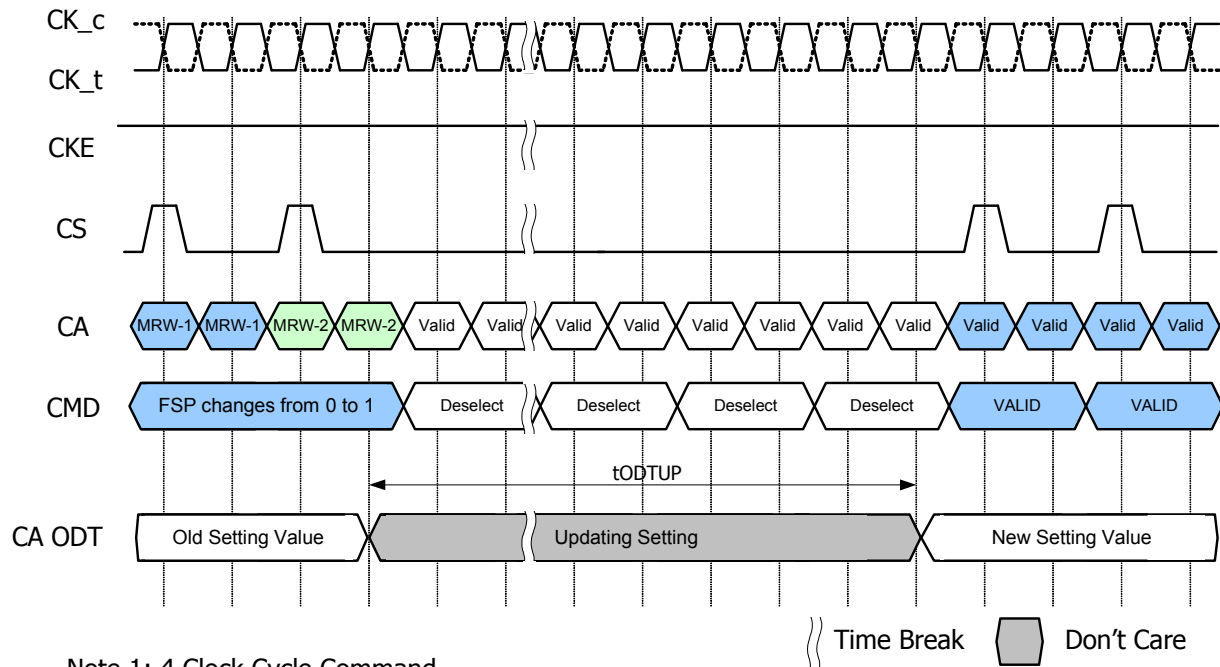 CK_c
CK_t
CKE
CS
CA MRW-1 MRW-1 MRW-2 MRW-2 Valid Valid Valid Valid Valid Valid Valid Valid Valid Valid Valid Valid
CMD FSP changes from 0 to 1 Deselect Deselect Deselect Deselect VALID VALID
tODTUP
CA ODT Old Setting Value Updating Setting New Setting Value
Time Break Don't Care
Note 1: 4 Clock Cycle Command